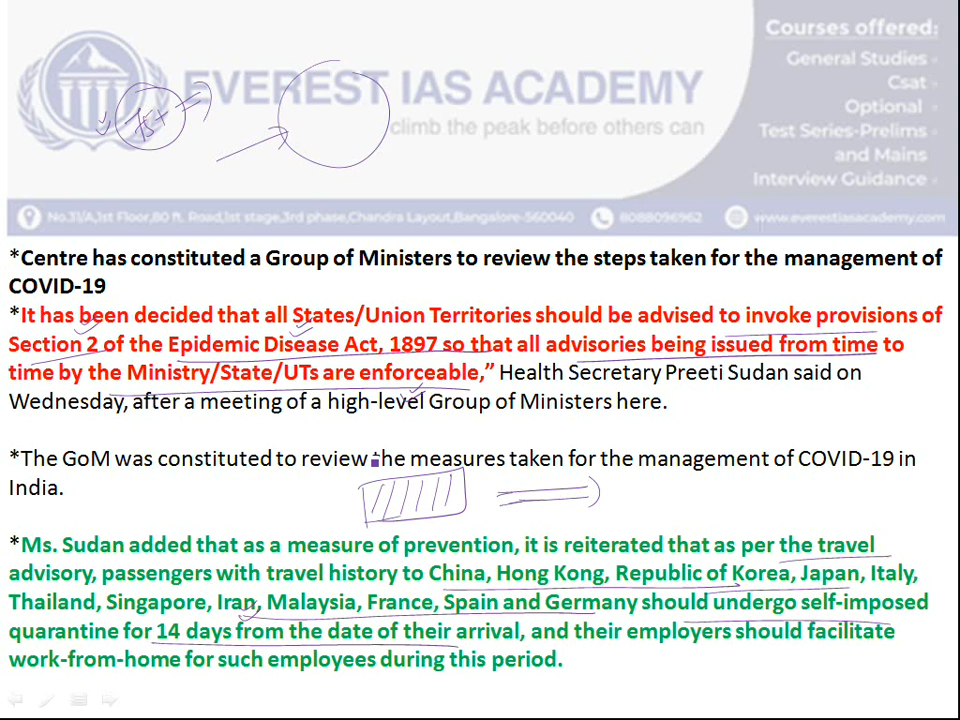 Courses offered:
General Studies
Csat
Optional
Test Series-Prelims
and Mains
Interview Guidance
EVEREST IAS ACADEMY
climb the peak before others can
No.31/A,1st Floor,80 ft. Road,1st stage,3rd phase,Chandra Layout,Bangalore-560040 8088096962 www.everestiasacademy.com
*Centre has constituted a Group of Ministers to review the steps taken for the management of
COVID-19
*It has been decided that all States/Union Territories should be advised to invoke provisions of
Section 2 of the Epidemic Disease Act, 1897 so that all advisories being issued from time to
time by the Ministry/State/UTs are enforceable,” Health Secretary Preeti Sudan said on
Wednesday, after a meeting of a high-level Group of Ministers here.
*The GoM was constituted to review the measures taken for the management of COVID-19 in
India.
*Ms. Sudan added that as a measure of prevention, it is reiterated that as per the travel
advisory, passengers with travel history to China, Hong Kong, Republic of Korea, Japan, Italy,
Thailand, Singapore, Iran, Malaysia, France, Spain and Germany should undergo self-imposed
quarantine for 14 days from the date of their arrival, and their employers should facilitate
work-from-home for such employees during this period.